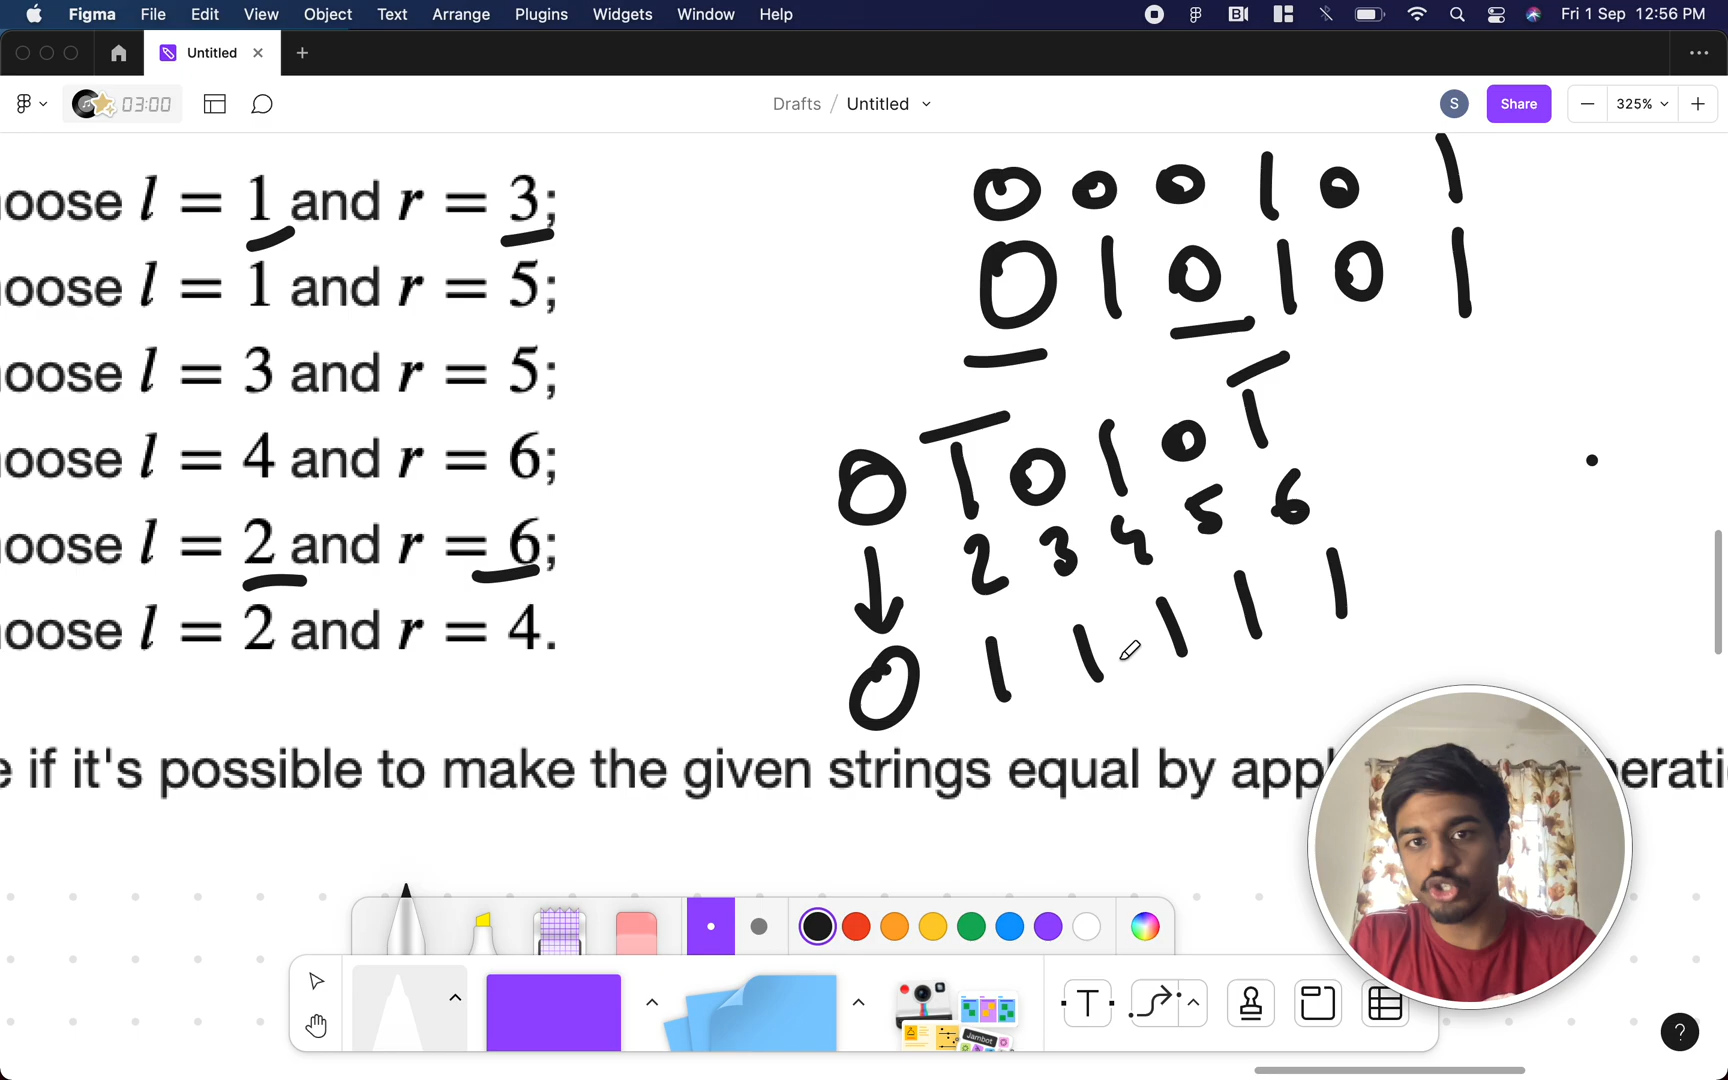 Figma File Edit View Object Text Arrange Plugins Widgets Window Help Fri 1 Sep 12:56 PM
Untitled
03:00 Drafts / Untitled S Share 325%
oose l = 1 and r = 3;
oose l = 1 and r = 5;
oose l = 3 and r = 5;
oose l = 4 and r = 6;
oose l = 2 and r = 6;
oose l = 2 and r = 4.
0 0 0 1 0 1
0 1 0 1 0 1
0 1 0 1 0 1
2 3 4 5 6
0 1 1 1 1 1
e if it's possible to make the given strings equal by appl erati
T
Jambot
?